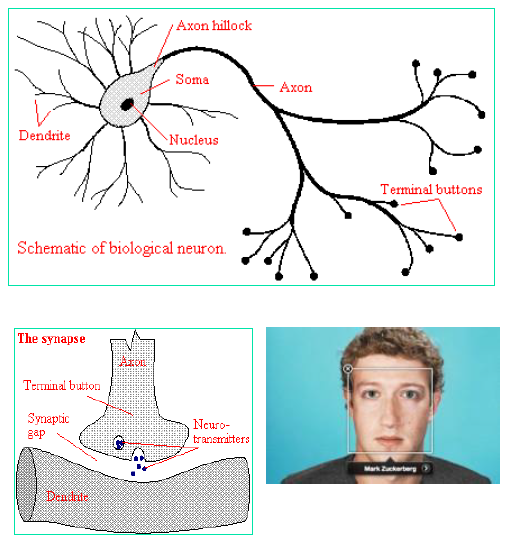 Axon hillock
Soma
Axon
Dendrite
Nucleus
Terminal buttons
Schematic of biological neuron.
The synapse
Axon
Terminal button
Synaptic
gap
Neuro-
transmitters
Dendrite
Mark Zuckerberg